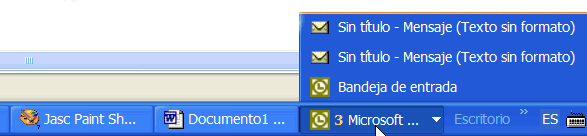 Sin título - Mensaje (Texto sin formato)
Sin título - Mensaje (Texto sin formato)
Bandeja de entrada
Jasc Paint Sh... Documento1 ... 3 Microsoft ... Escritorio » ES